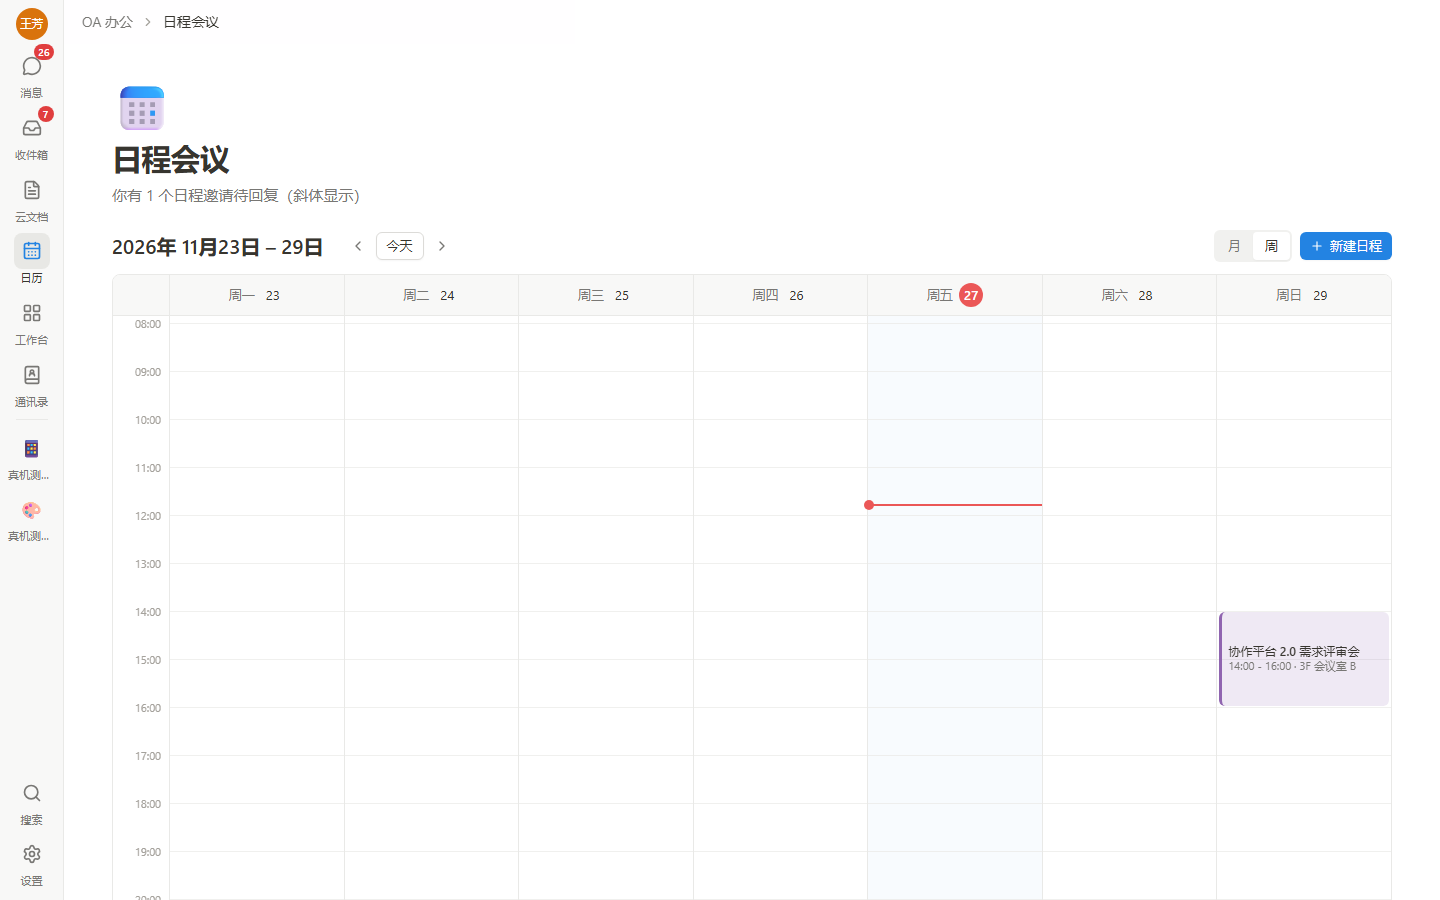 王芳
26
消息
7
收件箱
云文档
日历
工作台
通讯录
真机测...
真机测...
搜索
设置
OA 办公 > 日程会议
日程会议
你有 1 个日程邀请待回复（斜体显示）
2026年 11月23日 – 29日
今天
月 周
新建日程
周一 23 周二 24 周三 25 周四 26 周五 27 周六 28 周日 29
08:00
09:00
10:00
11:00
12:00
13:00
14:00
15:00
16:00
17:00
18:00
19:00
20:00
协作平台 2.0 需求评审会
14:00 - 16:00 · 3F 会议室 B